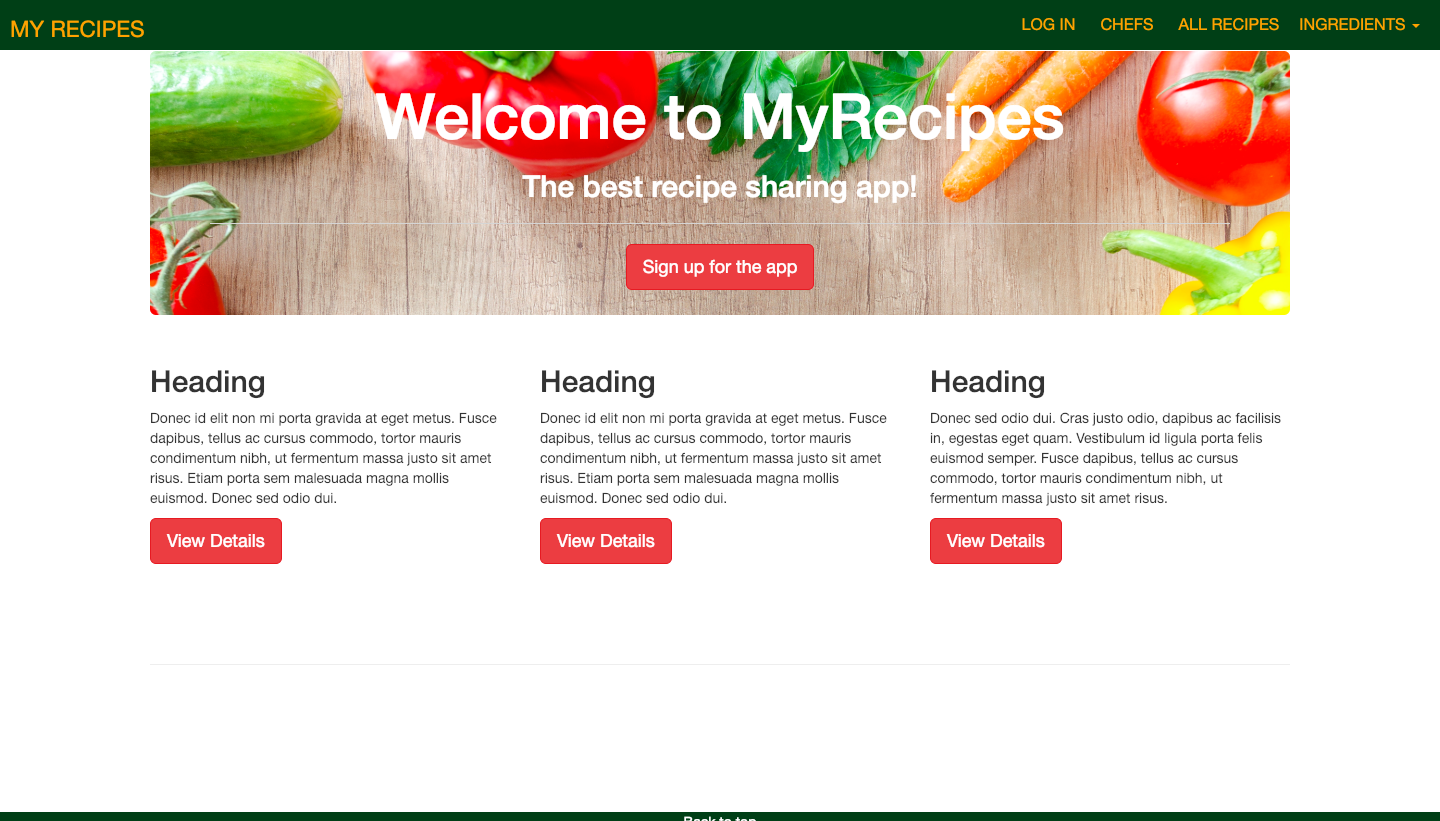 MY RECIPES
LOG IN
CHEFS
ALL RECIPES
INGREDIENTS
Welcome to MyRecipes
The best recipe sharing app!
Sign up for the app
Heading
Donec id elit non mi porta gravida at eget metus. Fusce
dapibus, tellus ac cursus commodo, tortor mauris
condimentum nibh, ut fermentum massa justo sit amet
risus. Etiam porta sem malesuada magna mollis
euismod. Donec sed odio dui.
View Details
Heading
Donec id elit non mi porta gravida at eget metus. Fusce
dapibus, tellus ac cursus commodo, tortor mauris
condimentum nibh, ut fermentum massa justo sit amet
risus. Etiam porta sem malesuada magna mollis
euismod. Donec sed odio dui.
View Details
Heading
Donec sed odio dui. Cras justo odio, dapibus ac facilisis
in, egestas eget quam. Vestibulum id ligula porta felis
euismod semper. Fusce dapibus, tellus ac cursus
commodo, tortor mauris condimentum nibh, ut
fermentum massa justo sit amet risus.
View Details
Back to top